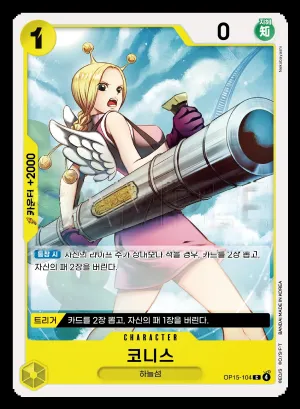 1
0
지성
知
Nakaharaart
카운터 +2000
등장 시 자신의 라이프 수가 상대보다 적을 경우, 카드를 2장 뽑고,
자신의 패 2장을 버린다.
트리거 카드를 2장 뽑고, 자신의 패 1장을 버린다.
CHARACTER
코니스
하늘섬
OP15-104 C
BANDAI MADE IN KOREA